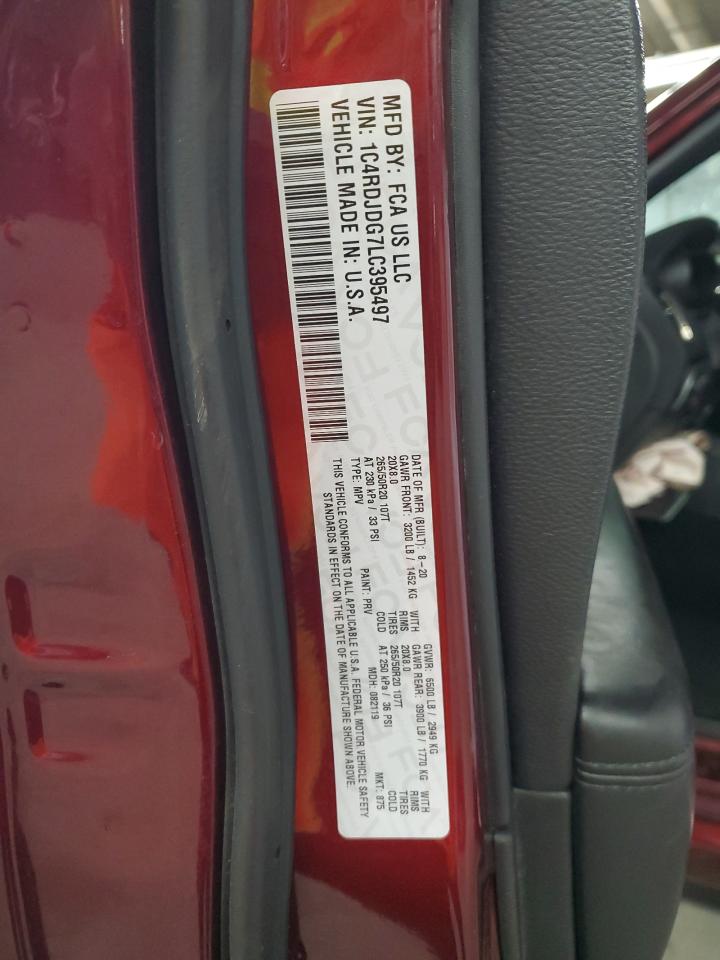 MFD BY: FCA US LLC
VIN: 1C4RDJDG7LC395497
VEHICLE MADE IN: U.S.A.
DATE OF MFR (BUILT): 8-20 GVWR: 6500 LB / 2949 KG
GAWR FRONT: 3200 LB / 1452 KG WITH GAWR REAR: 3900 LB / 1770 KG WITH
20X8.0 RIMS 20X8.0 RIMS
265/50R20 107T TIRES 265/50R20 107T TIRES
AT 230 kPa / 33 PSI COLD AT 250 kPa / 36 PSI COLD
TYPE: MPV PAINT: PRV MDH: 082119 MKT: 875
THIS VEHICLE CONFORMS TO ALL APPLICABLE U.S.A. FEDERAL MOTOR VEHICLE SAFETY
STANDARDS IN EFFECT ON THE DATE OF MANUFACTURE SHOWN ABOVE.